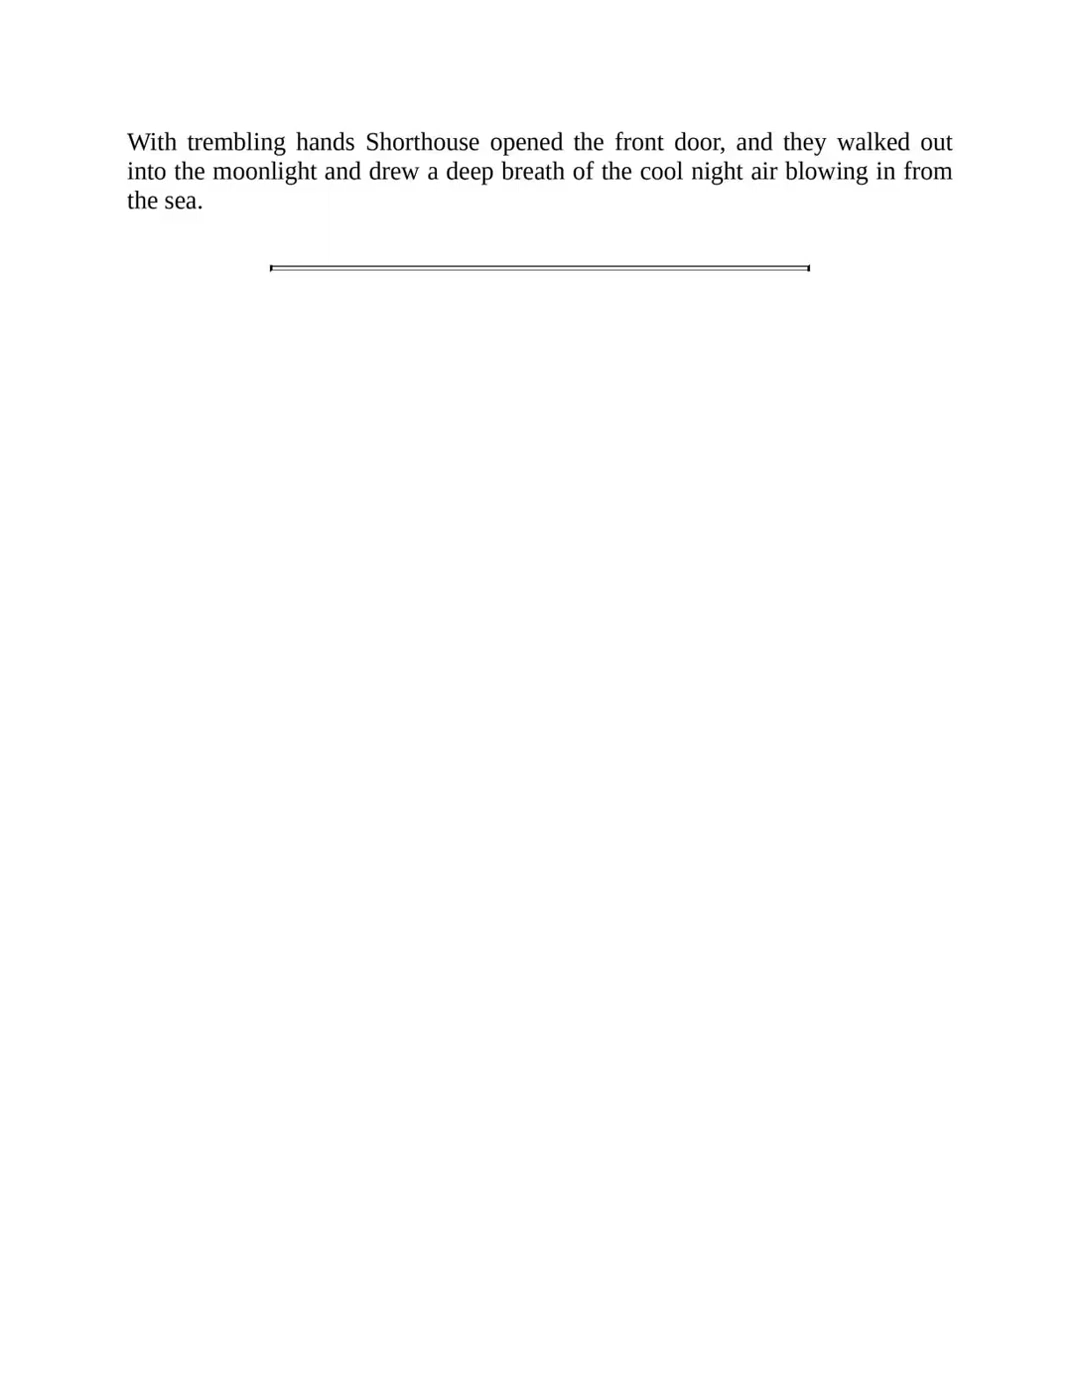 With trembling hands Shorthouse opened the front door, and they walked out
into the moonlight and drew a deep breath of the cool night air blowing in from
the sea.